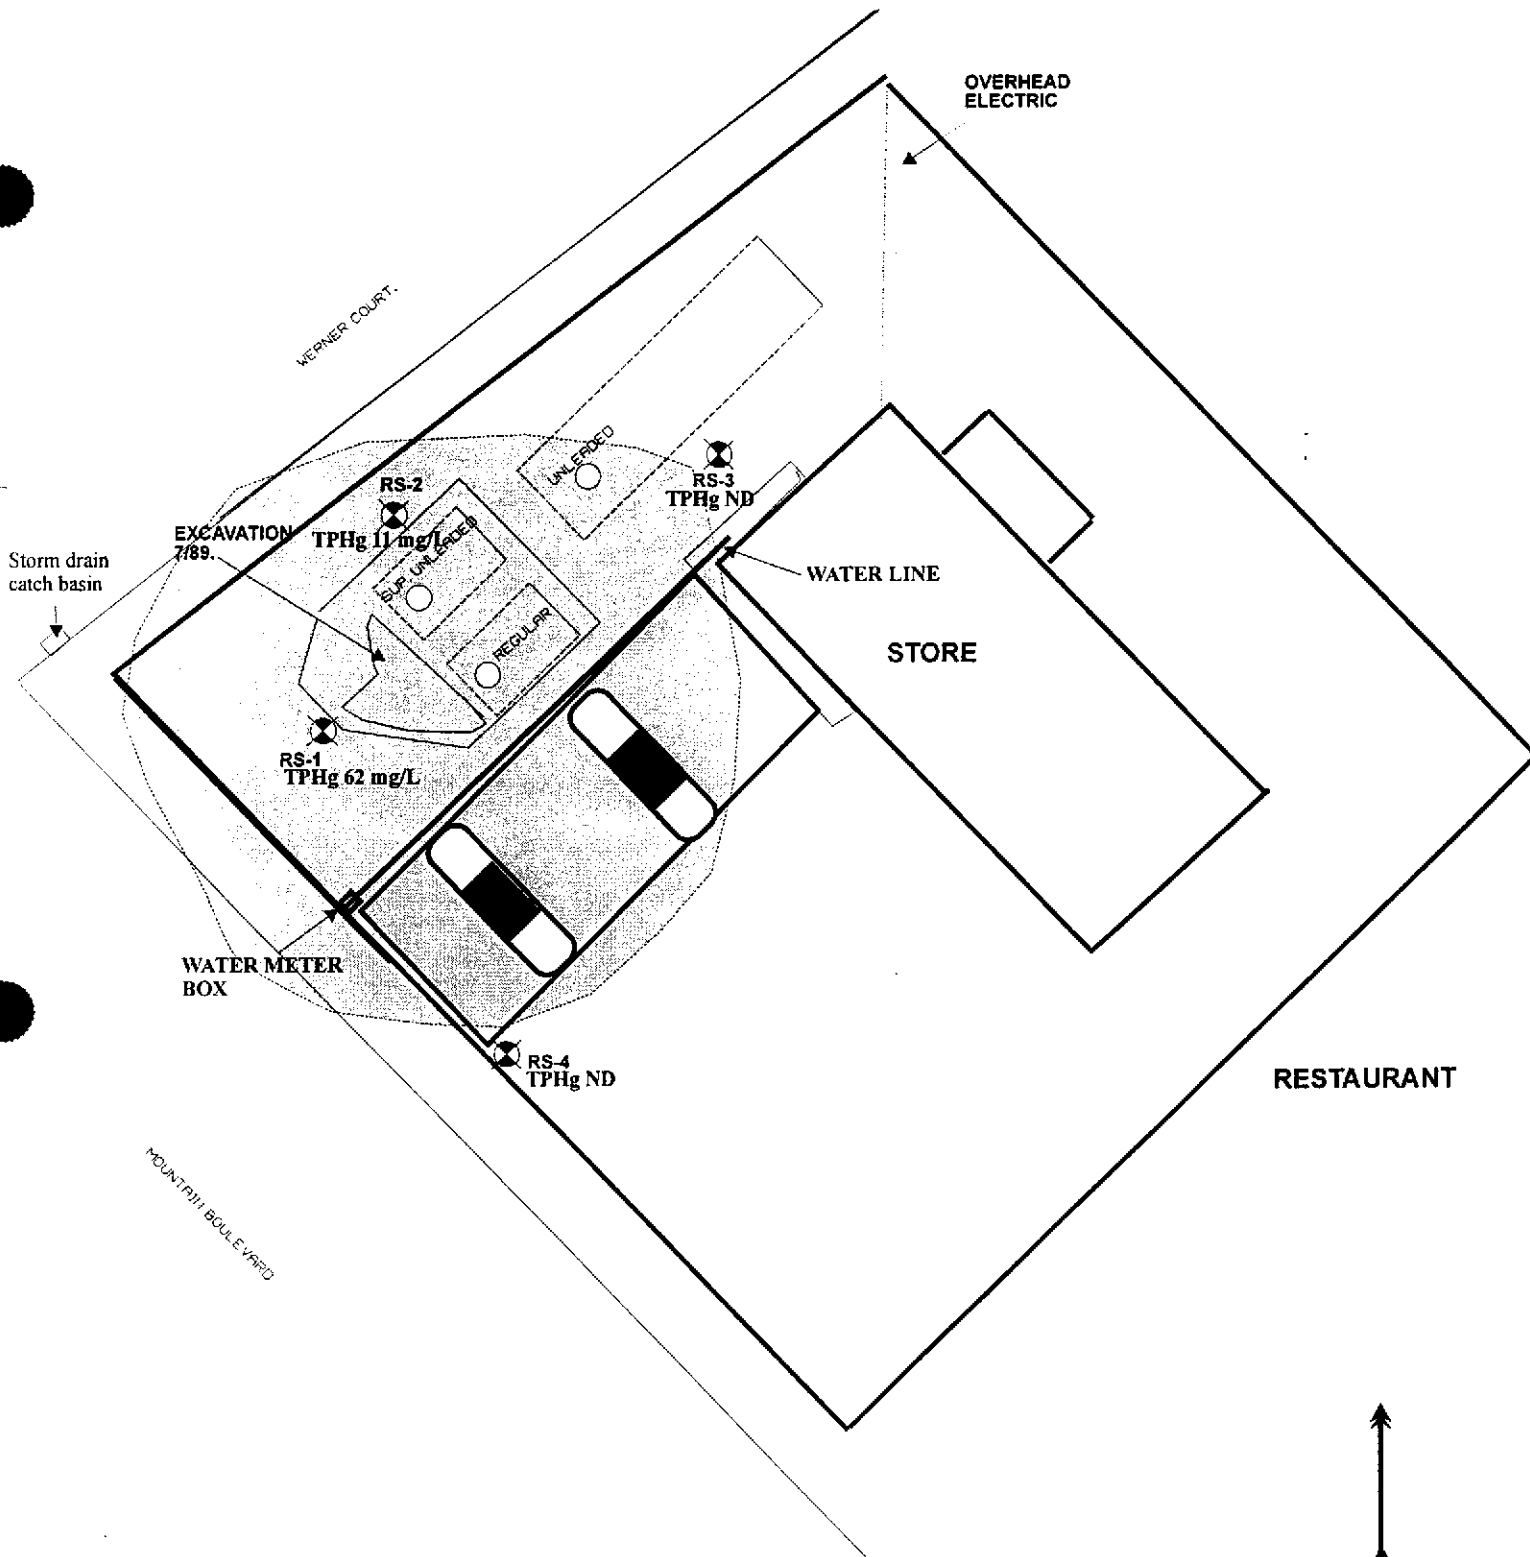 OVERHEAD
ELECTRIC
WERNER COURT.
UNLEADED
RS-2
RS-3
TPHg ND
EXCAVATION
7/89.
TPHg 11 mg/L
SUP. UNLEADED
Storm drain
catch basin
WATER LINE
REGULAR
STORE
RS-1
TPHg 62 mg/L
WATER METER
BOX
RS-4
TPHg ND
RESTAURANT
MOUNTAIN BOULEVARD